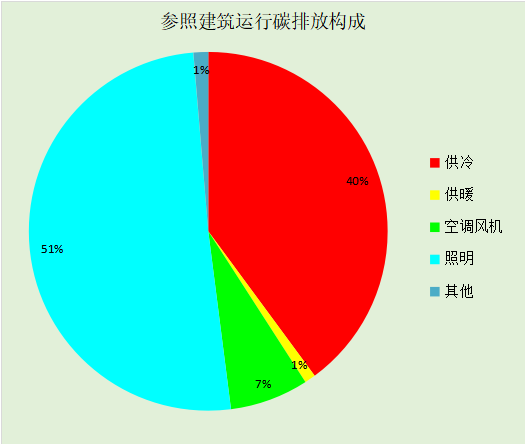 参照建筑运行碳排放构成
1%
40%
供冷
供暖
空调风机
51%
照明
其他
1%
7%